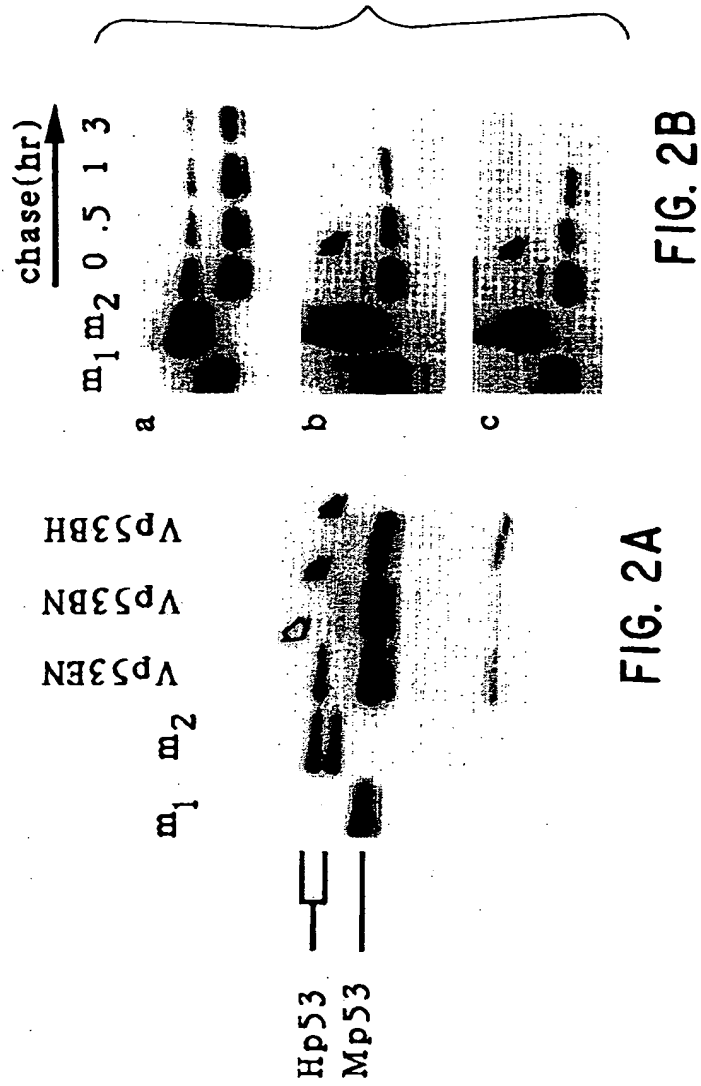 Vp53EN
Vp53BN
Vp53BH
m1 m2
Hp53
Mp53
FIG. 2A
chase(hr)
m1 m2 0 .5 1 3
a
b
c
FIG. 2B